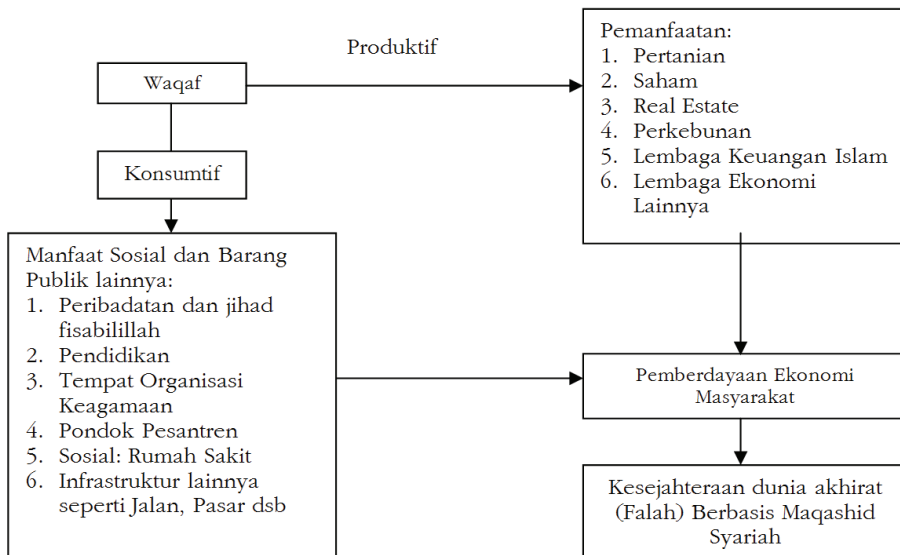 Waqaf
Produktif
Pemanfaatan:
1. Pertanian
2. Saham
3. Real Estate
4. Perkebunan
5. Lembaga Keuangan Islam
6. Lembaga Ekonomi
Lainnya
Konsumtif
Manfaat Sosial dan Barang
Publik lainnya:
1. Peribadatan dan jihad
fisabilillah
2. Pendidikan
3. Tempat Organisasi
Keagamaan
4. Pondok Pesantren
5. Sosial: Rumah Sakit
6. Infrastruktur lainnya
seperti Jalan, Pasar dsb
Pemberdayaan Ekonomi
Masyarakat
Kesejahteraan dunia akhirat
(Falah) Berbasis Maqashid
Syariah